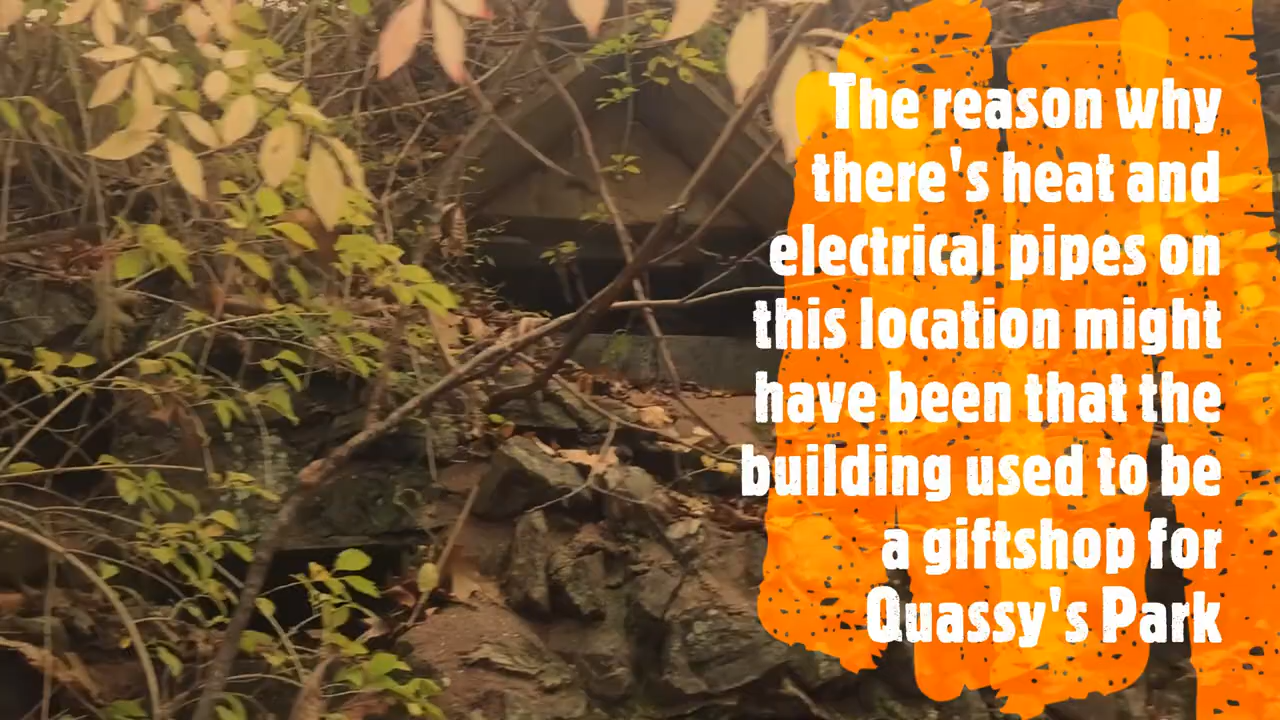 The reason why
there's heat and
electrical pipes on
this location might
have been that the
building used to be
a giftshop for
Quassy's Park